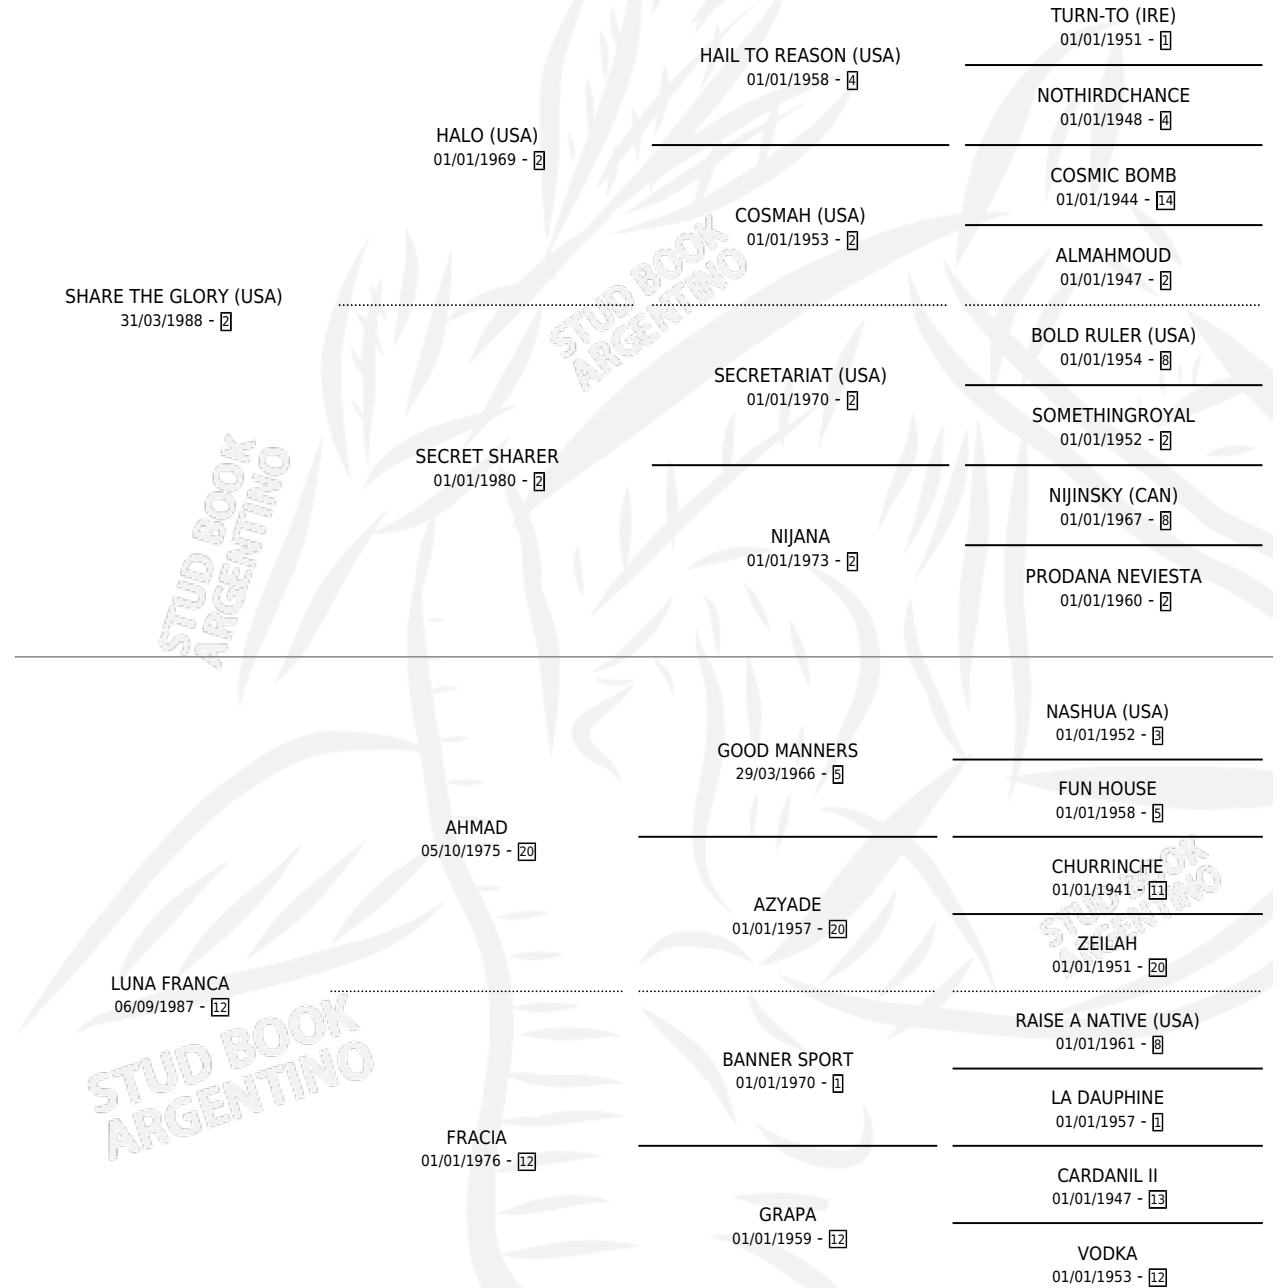 TURN-TO (IRE)
01/01/1951 - 1
HAIL TO REASON (USA)
01/01/1958 - 4
NOTHIRDCHANCE
01/01/1948 - 4
HALO (USA)
01/01/1969 - 2
COSMIC BOMB
01/01/1944 - 14
COSMAH (USA)
01/01/1953 - 2
ALMAHMOUD
01/01/1947 - 2
SHARE THE GLORY (USA)
31/03/1988 - 2
STUD BOOK
ARGENTINO
BOLD RULER (USA)
01/01/1954 - 8
SECRETARIAT (USA)
01/01/1970 - 2
SOMETHINGROYAL
01/01/1952 - 2
SECRET SHARER
01/01/1980 - 2
NIJINSKY (CAN)
01/01/1967 - 8
NIJANA
01/01/1973 - 2
PRODANA NEVIESTA
01/01/1960 - 2
STUD BOOK
ARGENTINO
NASHUA (USA)
01/01/1952 - 3
GOOD MANNERS
29/03/1966 - 5
FUN HOUSE
01/01/1958 - 5
AHMAD
05/10/1975 - 20
CHURRINCHE
01/01/1941 - 11
AZYADE
01/01/1957 - 20
ZEILAH
01/01/1951 - 20
STUD BOOK
ARGENTINO
LUNA FRANCA
06/09/1987 - 12
RAISE A NATIVE (USA)
01/01/1961 - 8
BANNER SPORT
01/01/1970 - 1
LA DAUPHINE
01/01/1957 - 1
STUD BOOK
ARGENTINO
FRACIA
01/01/1976 - 12
CARDANIL II
01/01/1947 - 13
GRAPA
01/01/1959 - 12
VODKA
01/01/1953 - 12